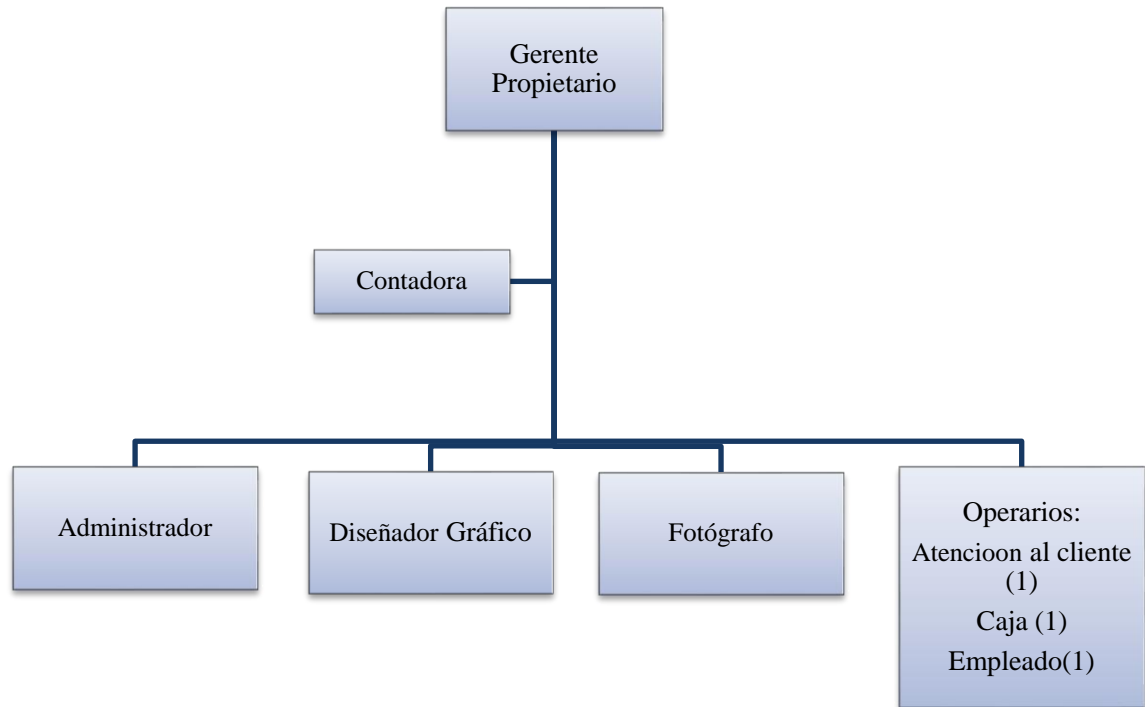 Gerente
Propietario
Contadora
Administrador
Diseñador Gráfico
Fotógrafo
Operarios:
Atencioon al cliente
(1)
Caja (1)
Empleado(1)